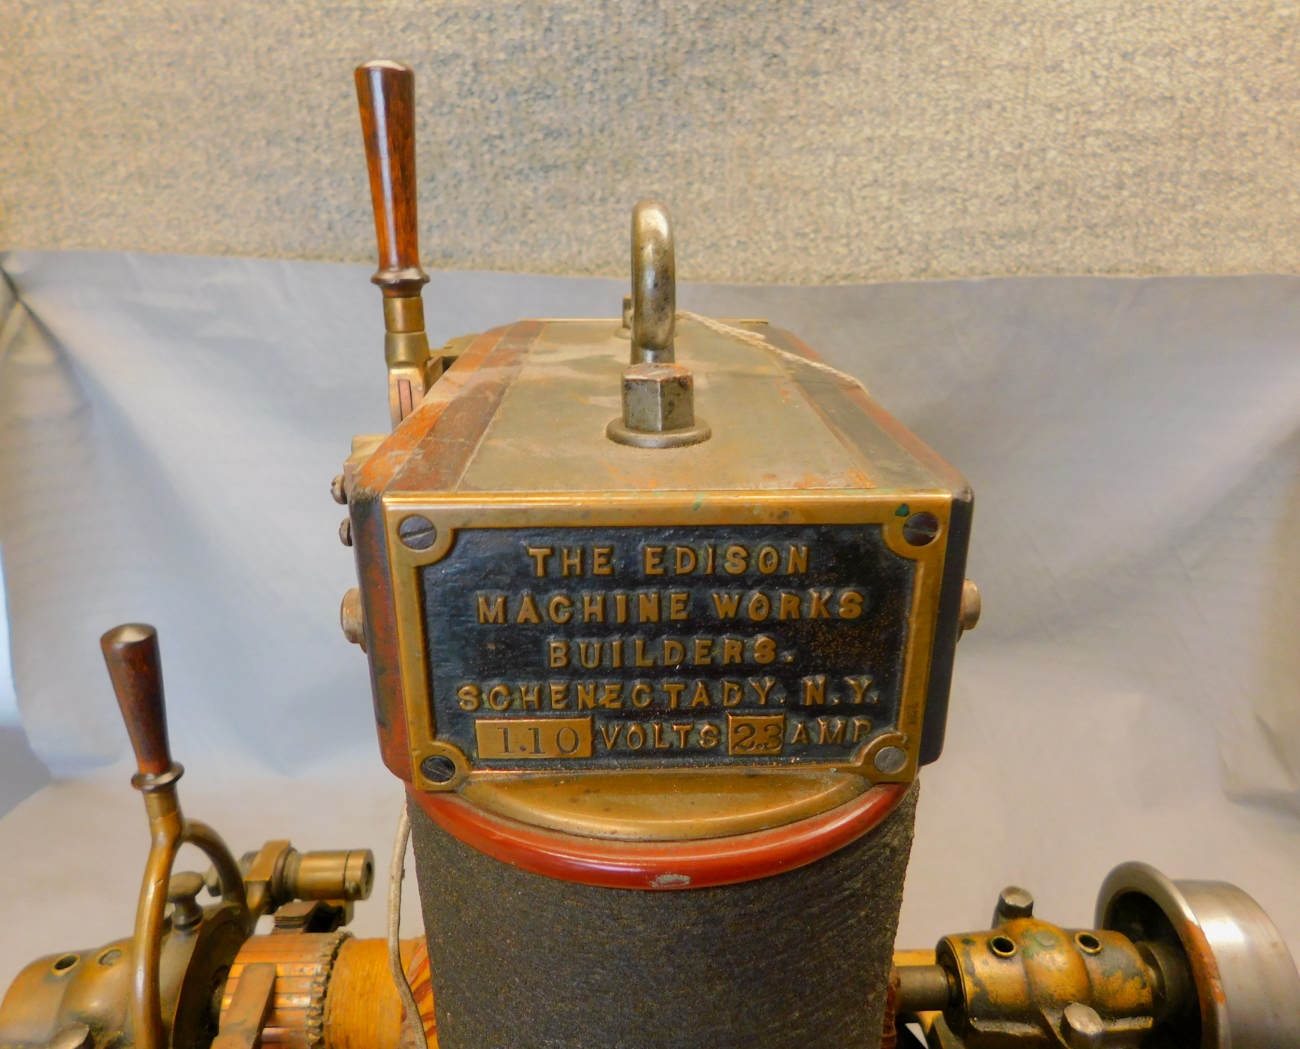 THE EDISON
MACHINE WORKS
BUILDERS.
SCHENECTADY. N.Y.
1.10 VOLTS 2.3 AMP